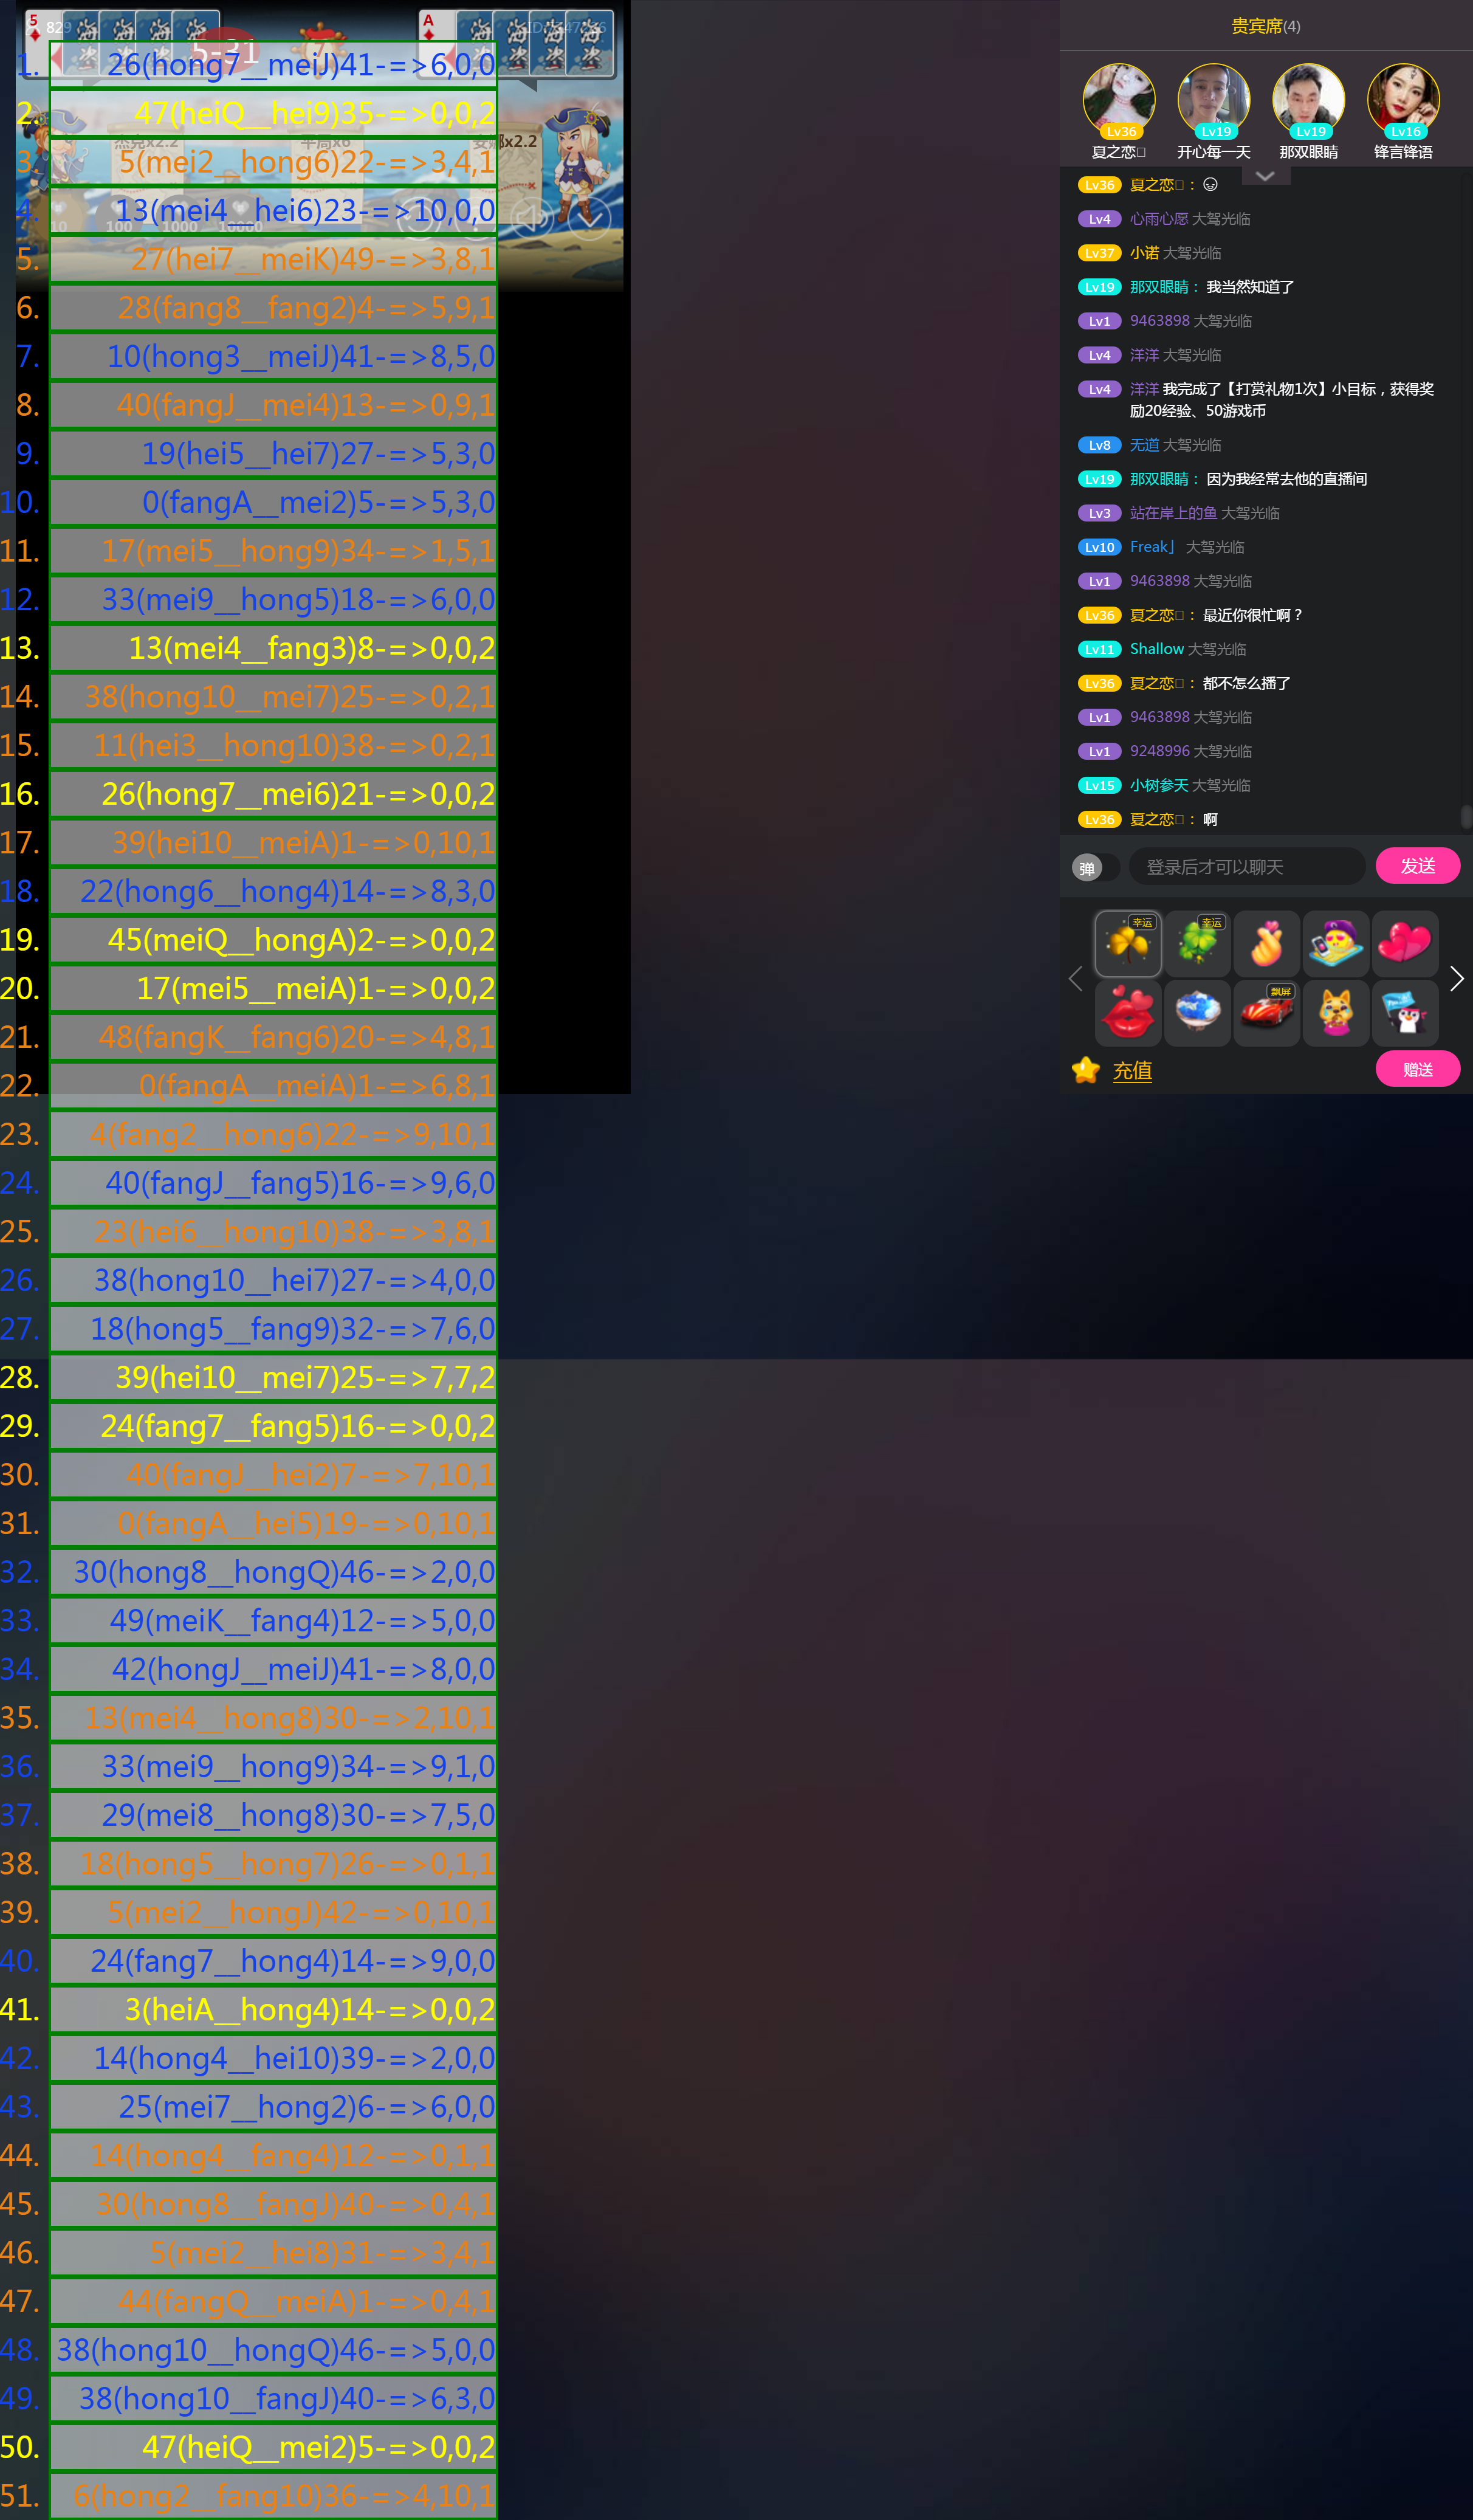 829
5-31
5
A
杰克x2.2
平局x6
安娜x2.2
10
100
1000
10000
1. 26(hong7__meiJ)41-=>6,0,0
2. 47(heiQ__hei9)35-=>0,0,2
3. 5(mei2__hong6)22-=>3,4,1
4. 13(mei4__hei6)23-=>10,0,0
5. 27(hei7__meiK)49-=>3,8,1
6. 28(fang8__fang2)4-=>5,9,1
7. 10(hong3__meiJ)41-=>8,5,0
8. 40(fangJ__mei4)13-=>0,9,1
9. 19(hei5__hei7)27-=>5,3,0
10. 0(fangA__mei2)5-=>5,3,0
11. 17(mei5__hong9)34-=>1,5,1
12. 33(mei9__hong5)18-=>6,0,0
13. 13(mei4__fang3)8-=>0,0,2
14. 38(hong10__mei7)25-=>0,2,1
15. 11(hei3__hong10)38-=>0,2,1
16. 26(hong7__mei6)21-=>0,0,2
17. 39(hei10__meiA)1-=>0,10,1
18. 22(hong6__hong4)14-=>8,3,0
19. 45(meiQ__hongA)2-=>0,0,2
20. 17(mei5__meiA)1-=>0,0,2
21. 48(fangK__fang6)20-=>4,8,1
22. 0(fangA__meiA)1-=>6,8,1
23. 4(fang2__hong6)22-=>9,10,1
24. 40(fangJ__fang5)16-=>9,6,0
25. 23(hei6__hong10)38-=>3,8,1
26. 38(hong10__hei7)27-=>4,0,0
27. 18(hong5__fang9)32-=>7,6,0
28. 39(hei10__mei7)25-=>7,7,2
29. 24(fang7__fang5)16-=>0,0,2
30. 40(fangJ__hei2)7-=>7,10,1
31. 0(fangA__hei5)19-=>0,10,1
32. 30(hong8__hongQ)46-=>2,0,0
33. 49(meiK__fang4)12-=>5,0,0
34. 42(hongJ__meiJ)41-=>8,0,0
35. 13(mei4__hong8)30-=>2,10,1
36. 33(mei9__hong9)34-=>9,1,0
37. 29(mei8__hong8)30-=>7,5,0
38. 18(hong5__hong7)26-=>0,1,1
39. 5(mei2__hongJ)42-=>0,10,1
40. 24(fang7__hong4)14-=>9,0,0
41. 3(heiA__hong4)14-=>0,0,2
42. 14(hong4__hei10)39-=>2,0,0
43. 25(mei7__hong2)6-=>6,0,0
44. 14(hong4__fang4)12-=>0,1,1
45. 30(hong8__fangJ)40-=>0,4,1
46. 5(mei2__hei8)31-=>3,4,1
47. 44(fangQ__meiA)1-=>0,4,1
48. 38(hong10__hongQ)46-=>5,0,0
49. 38(hong10__fangJ)40-=>6,3,0
50. 47(heiQ__mei2)5-=>0,0,2
51. 6(hong2__fang10)36-=>4,10,1
贵宾席(4)
Lv36 Lv19 Lv19 Lv16
夏之恋 开心每一天 那双眼睛 锋言锋语
Lv36 夏之恋：
Lv4 心雨心愿 大驾光临
Lv37 小诺 大驾光临
Lv19 那双眼睛： 我当然知道了
Lv1 9463898 大驾光临
Lv4 洋洋 大驾光临
Lv4 洋洋 我完成了【打赏礼物1次】小目标，获得奖
励20经验、50游戏币
Lv8 无道 大驾光临
Lv19 那双眼睛： 因为我经常去他的直播间
Lv3 站在岸上的鱼 大驾光临
Lv10 Freak」 大驾光临
Lv1 9463898 大驾光临
Lv36 夏之恋： 最近你很忙啊？
Lv11 Shallow 大驾光临
Lv36 夏之恋： 都不怎么播了
Lv1 9463898 大驾光临
Lv1 9248996 大驾光临
Lv15 小树参天 大驾光临
Lv36 夏之恋： 啊
弹 登录后才可以聊天 发送
幸运 幸运
飘屏
充值 赠送